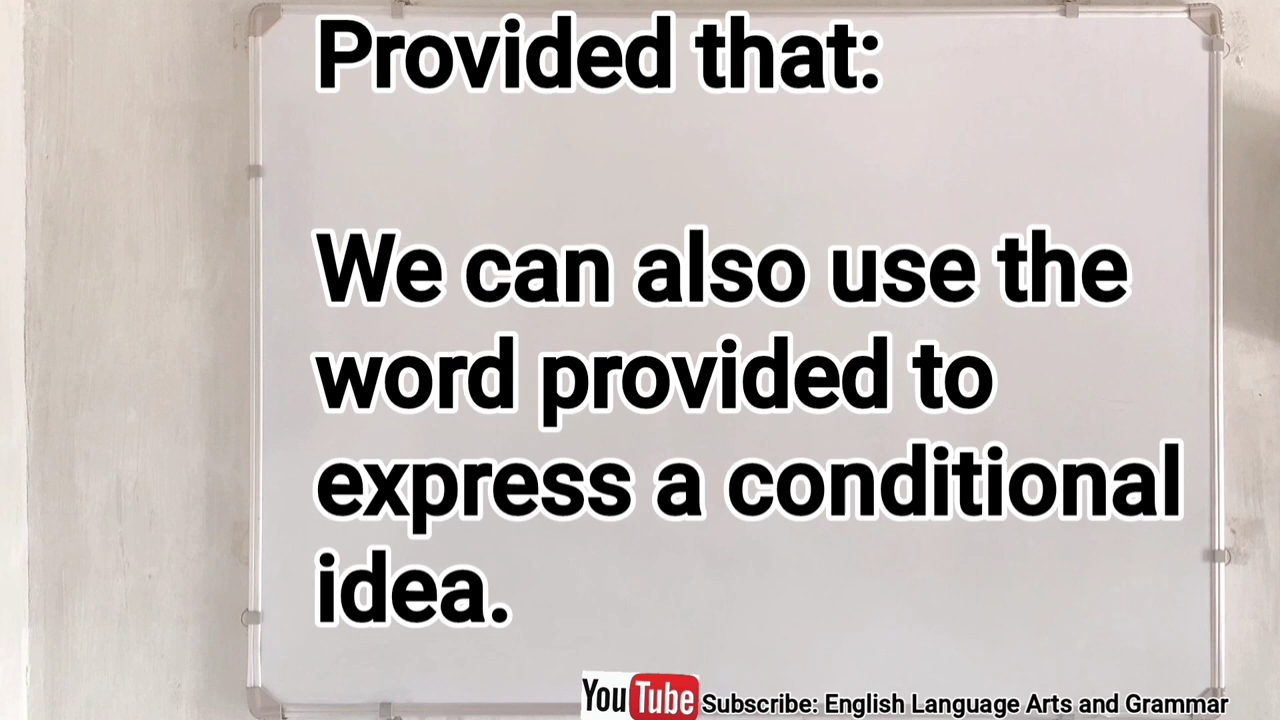 Provided that:
We can also use the
word provided to
express a conditional
idea.
YouTube Subscribe: English Language Arts and Grammar